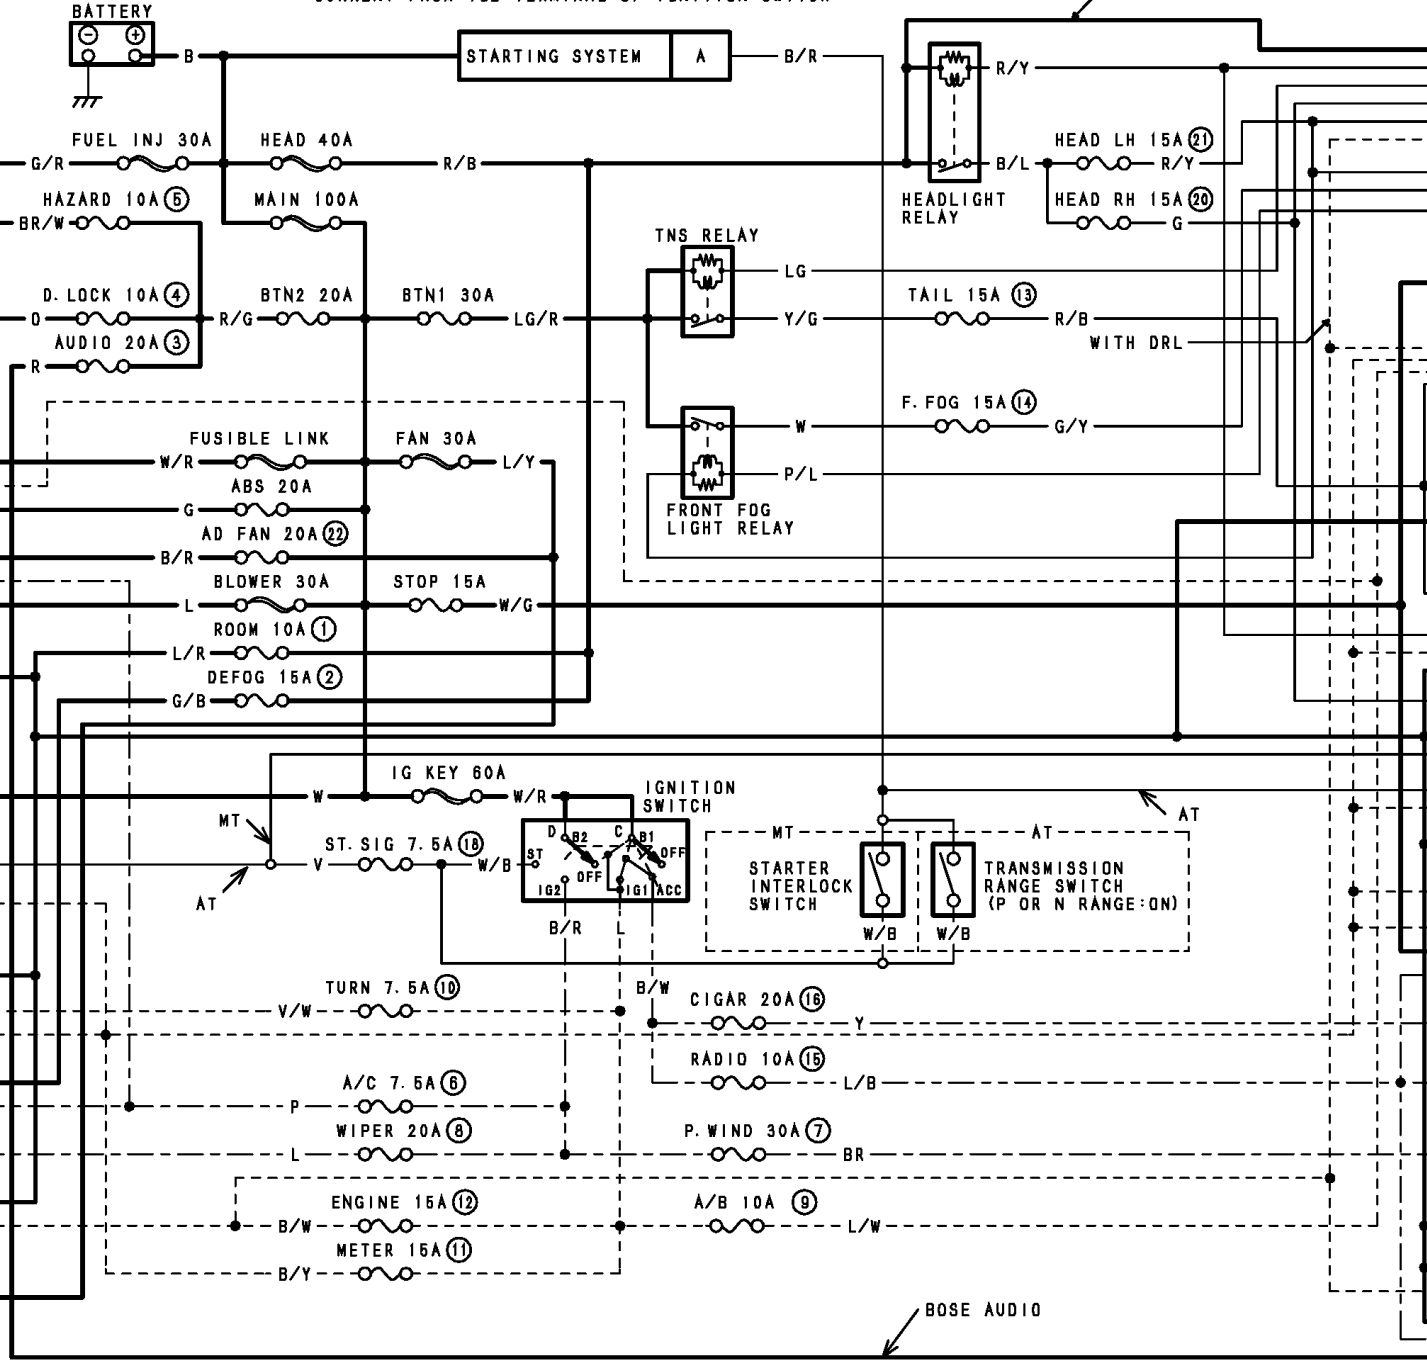 BATTERY
B
STARTING SYSTEM
A
B/R
R/Y
FUEL INJ 30A
HEAD 40A
G/R
R/B
B/L
HEAD LH 15A 21
R/Y
HAZARD 10A 5
MAIN 100A
HEADLIGHT
RELAY
HEAD RH 15A 20
BR/W
G
TNS RELAY
LG
D. LOCK 10A 4
BTN2 20A
BTN1 30A
TAIL 15A 13
O
R/G
LG/R
Y/G
R/B
AUDIO 20A 3
WITH DRL
R
F. FOG 15A 14
W
G/Y
FUSIBLE LINK
FAN 30A
W/R
L/Y
P/L
ABS 20A
G
FRONT FOG
LIGHT RELAY
AD FAN 20A 22
B/R
BLOWER 30A
STOP 15A
L
W/G
ROOM 10A 1
L/R
DEFOG 15A 2
G/B
IG KEY 60A
IGNITION
SWITCH
W
W/R
MT
AT
D
B2
C
B1
MT
AT
ST. SIG 7.5A 18
V
W/B
ST
OFF
OFF
IG2
IG1
ACC
STARTER
INTERLOCK
SWITCH
TRANSMISSION
RANGE SWITCH
(P OR N RANGE:ON)
AT
B/R
L
W/B
W/B
TURN 7.5A 10
B/W
CIGAR 20A 16
V/W
Y
RADIO 10A 15
A/C 7.5A 6
L/B
P
WIPER 20A 8
P. WIND 30A 7
L
BR
ENGINE 15A 12
A/B 10A 9
B/W
L/W
METER 15A 11
B/Y
BOSE AUDIO